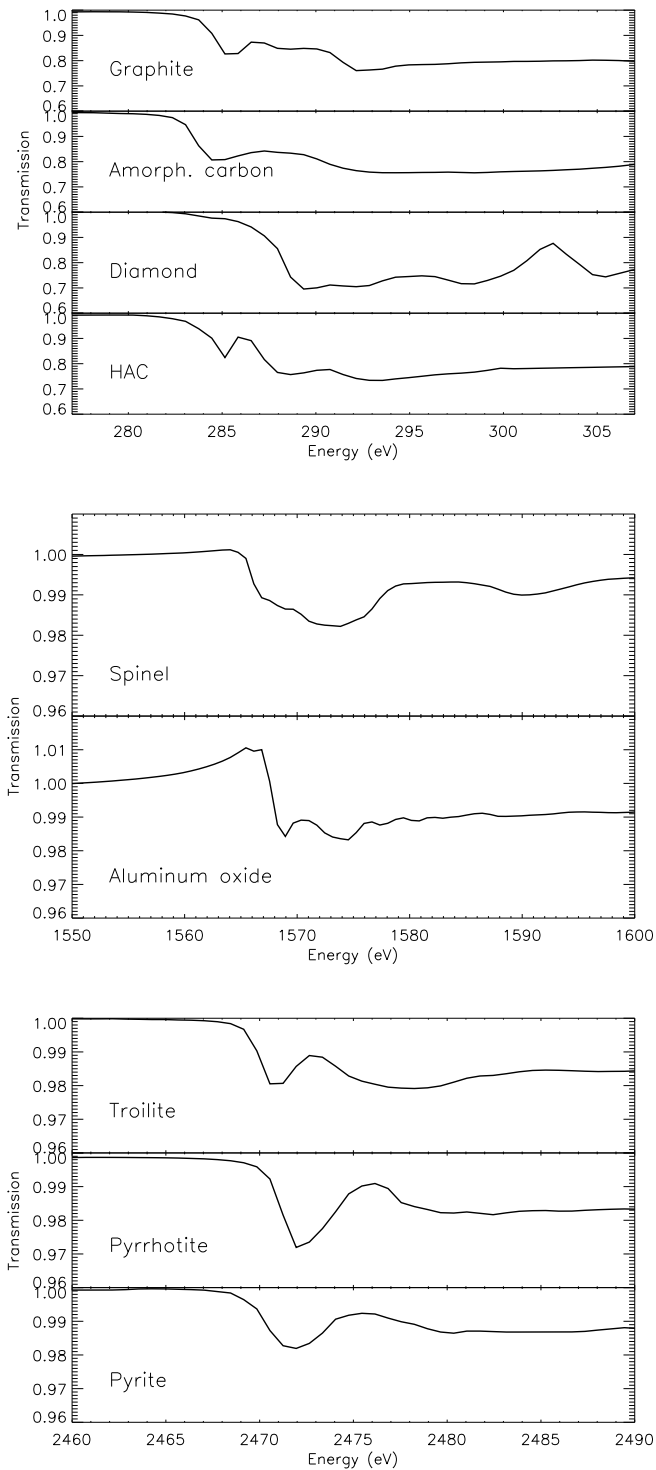 1.0
0.9
0.8
0.7
0.6
Graphite
1.0
0.9
0.8
0.7
0.6
Amorph. carbon
1.0
0.9
0.8
0.7
0.6
Diamond
1.0
0.9
0.8
0.7
0.6
HAC
Transmission
280 285 290 295 300 305
Energy (eV)
1.00
0.99
0.98
0.97
0.96
Spinel
1.01
1.00
0.99
0.98
0.97
0.96
Aluminum oxide
Transmission
1550 1560 1570 1580 1590 1600
Energy (eV)
1.00
0.99
0.98
0.97
0.96
Troilite
1.00
0.99
0.98
0.97
0.96
Pyrrhotite
1.00
0.99
0.98
0.97
0.96
Pyrite
Transmission
2460 2465 2470 2475 2480 2485 2490
Energy (eV)